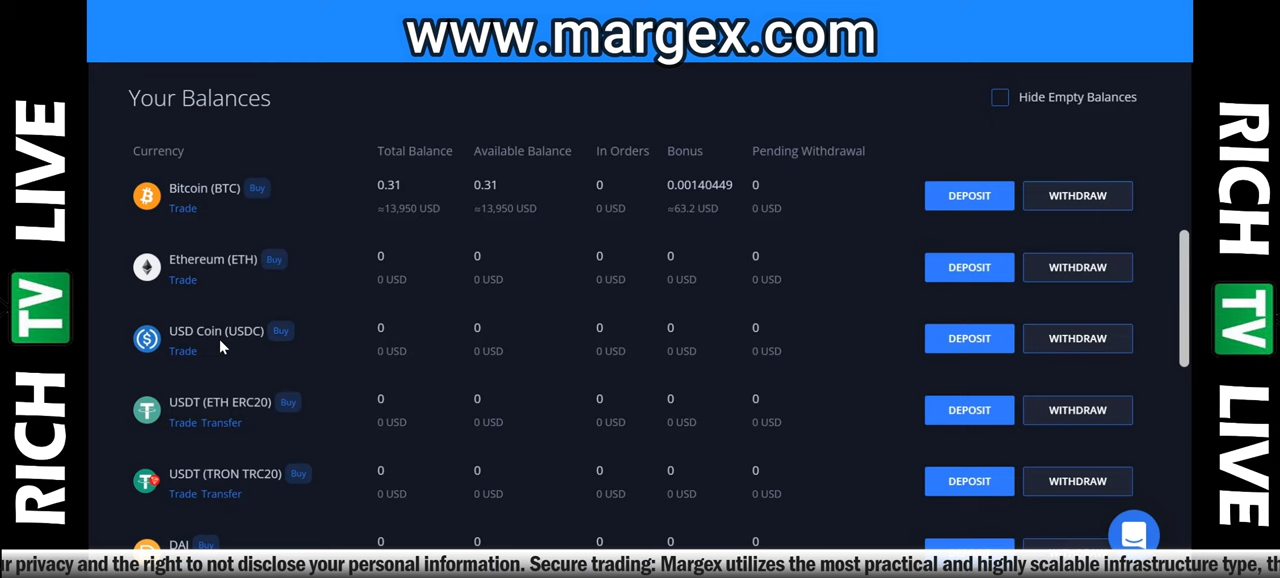 www.margex.com
RICH TV LIVE
Your Balances
Hide Empty Balances
Currency Total Balance Available Balance In Orders Bonus Pending Withdrawal
Bitcoin (BTC) Buy 0.31 0.31 0 0.00140449 0 DEPOSIT WITHDRAW
Trade ≈13,950 USD ≈13,950 USD 0 USD ≈63.2 USD 0 USD
Ethereum (ETH) Buy 0 0 0 0 0 DEPOSIT WITHDRAW
Trade 0 USD 0 USD 0 USD 0 USD 0 USD
USD Coin (USDC) Buy 0 0 0 0 0 DEPOSIT WITHDRAW
Trade 0 USD 0 USD 0 USD 0 USD 0 USD
USDT (ETH ERC20) Buy 0 0 0 0 0 DEPOSIT WITHDRAW
Trade Transfer 0 USD 0 USD 0 USD 0 USD 0 USD
USDT (TRON TRC20) Buy 0 0 0 0 0 DEPOSIT WITHDRAW
Trade Transfer 0 USD 0 USD 0 USD 0 USD 0 USD
DAI Buy 0 0 0 0 0
RICH TV LIVE
r privacy and the right to not disclose your personal information. Secure trading: Margex utilizes the most practical and highly scalable infrastructure type, t